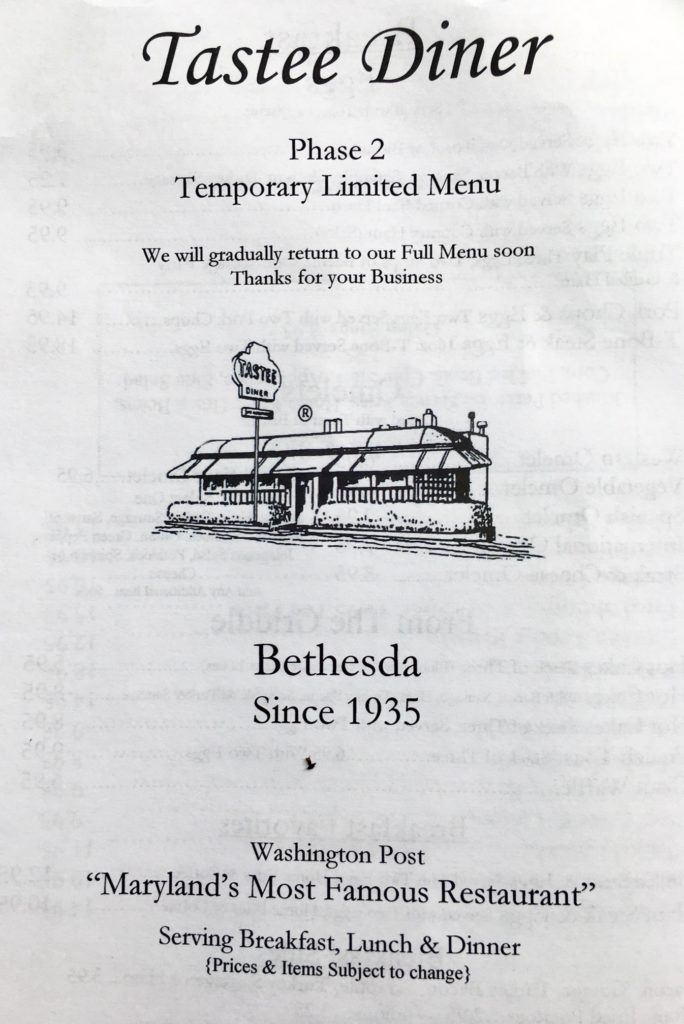 Tastee Diner
Phase 2
Temporary Limited Menu
We will gradually return to our Full Menu soon
Thanks for your Business
TASTEE
DINER
®
Bethesda
Since 1935
Washington Post
“Maryland’s Most Famous Restaurant”
Serving Breakfast, Lunch & Dinner
{Prices & Items Subject to change}